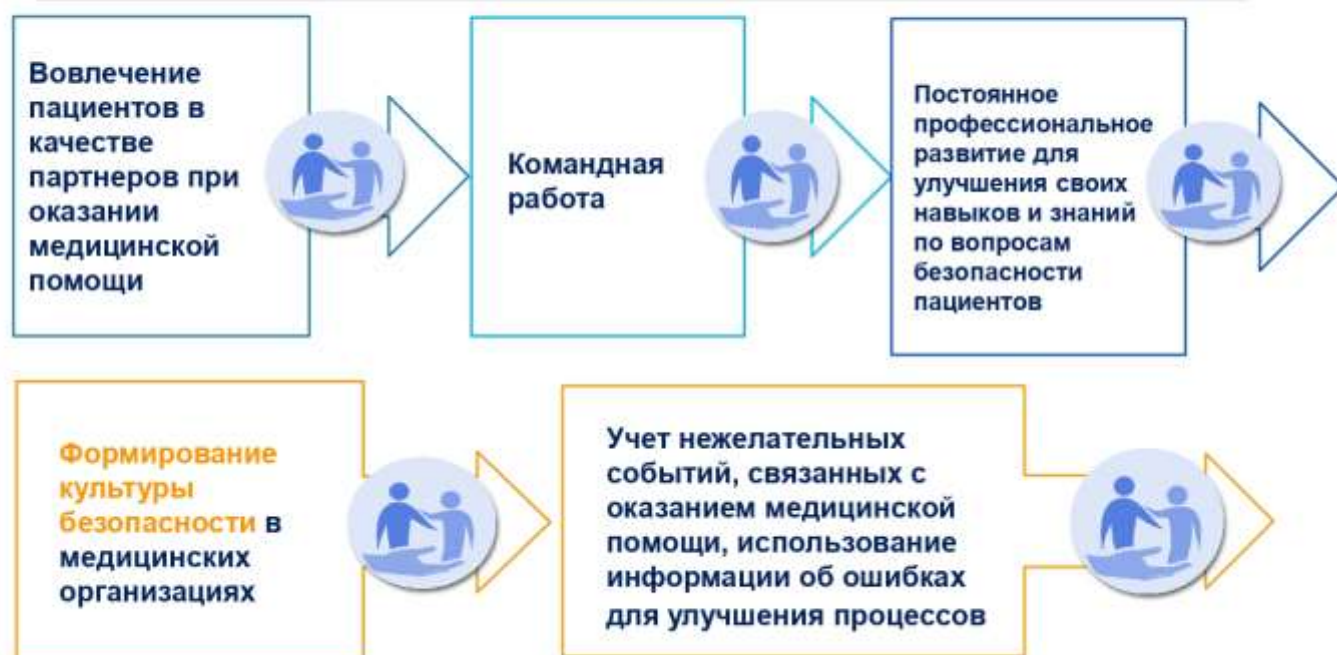 Вовлечение
пациентов в
качестве
партнеров при
оказании
медицинской
помощи
Командная
работа
Постоянное
профессиональное
развитие для
улучшения своих
навыков и знаний
по вопросам
безопасности
пациентов
Формирование
культуры
безопасности в
медицинских
организациях
Учет нежелательных
событий, связанных с
оказанием медицинской
помощи, использование
информации об ошибках
для улучшения процессов